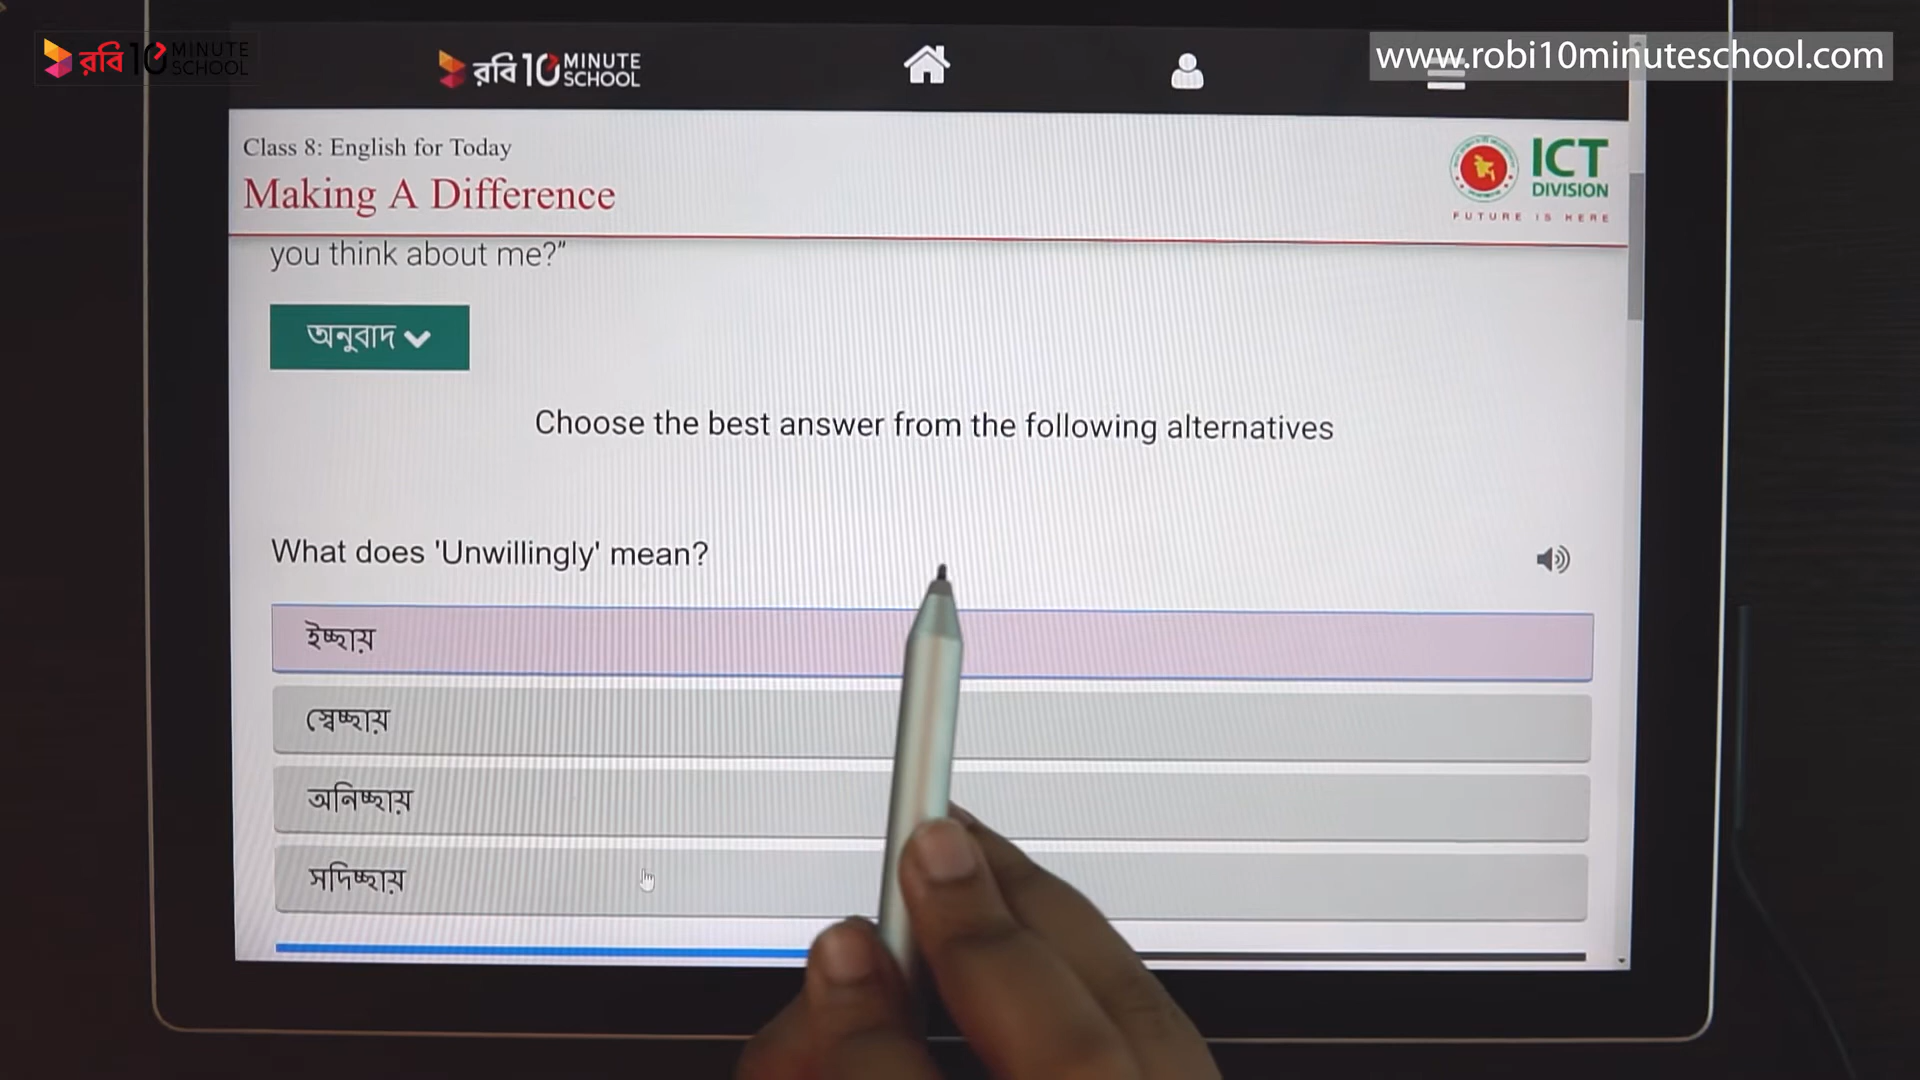 রবি 10 MINUTE SCHOOL
রবি 10 MINUTE SCHOOL
www.robi10minuteschool.com
Class 8: English for Today
Making A Difference
ICT
DIVISION
FUTURE IS HERE
you think about me?”
অনুবাদ
Choose the best answer from the following alternatives
What does 'Unwillingly' mean?
ইচ্ছায়
স্বেচ্ছায়
অনিচ্ছায়
সদিচ্ছায়